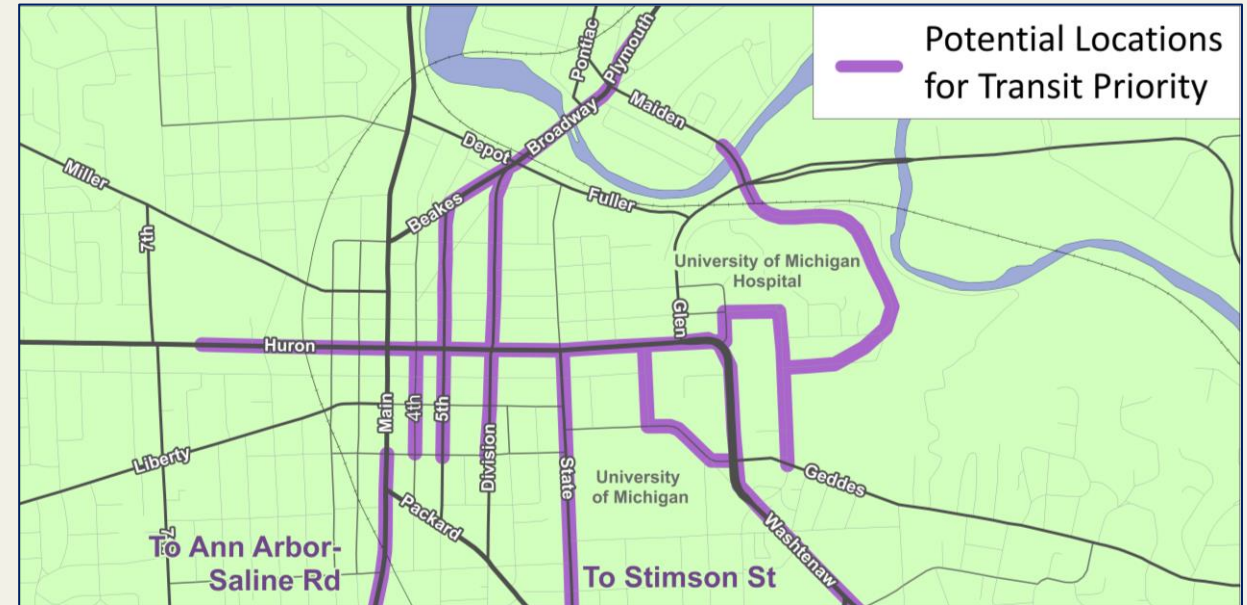 Potential Locations
for Transit Priority
Pontiac
Plymouth
Maiden
Broadway
Depot
Miller
Beakes
Fuller
7th
University of Michigan
Hospital
Glen
Huron
Main
4th
5th
Liberty
Division
State
University
of Michigan
Geddes
Packard
Washtenaw
To Ann Arbor-
Saline Rd
To Stimson St